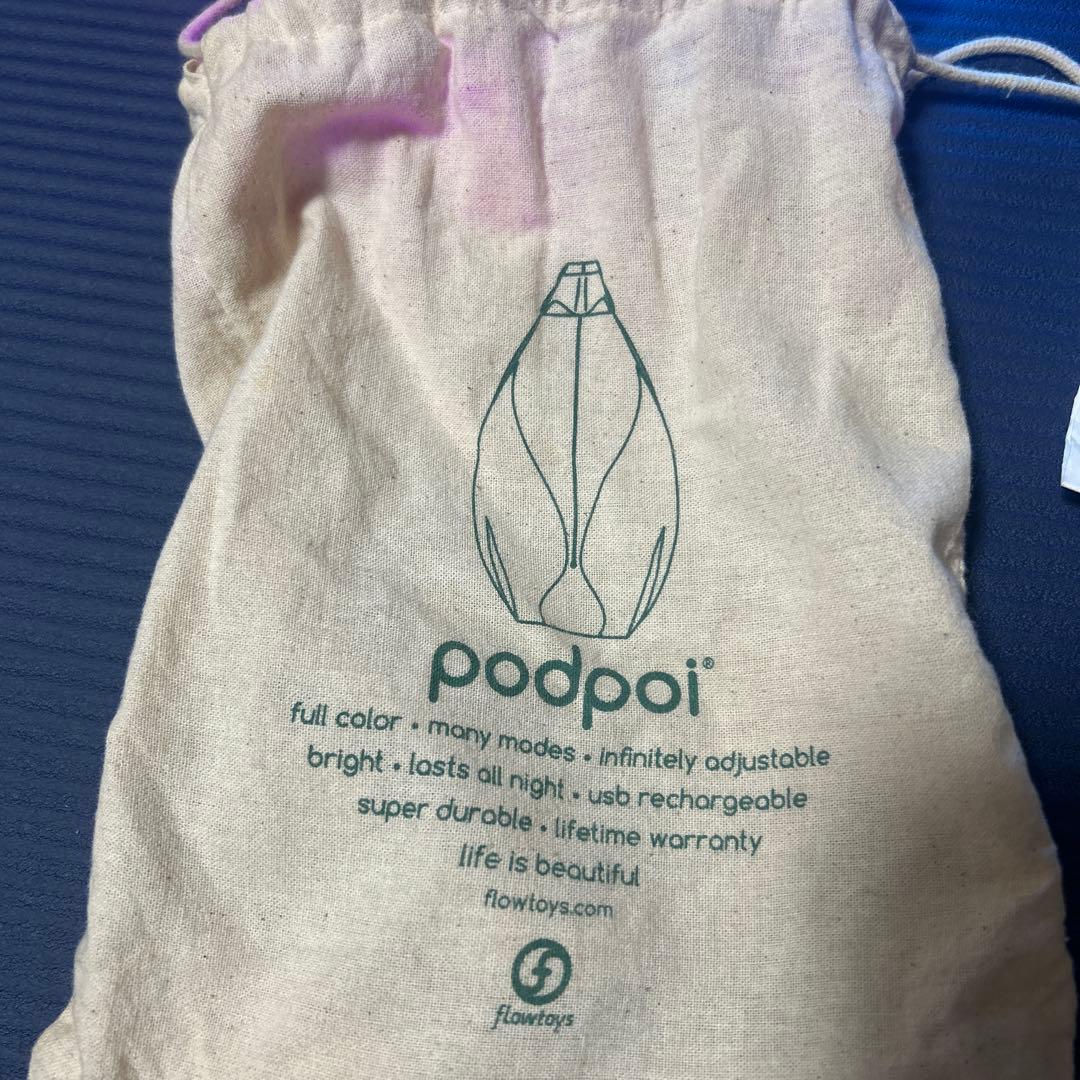 podpoi®
full color • many modes • infinitely adjustable
bright • lasts all night • usb rechargeable
super durable • lifetime warranty
life is beautiful
flowtoys.com
f
flowtoys